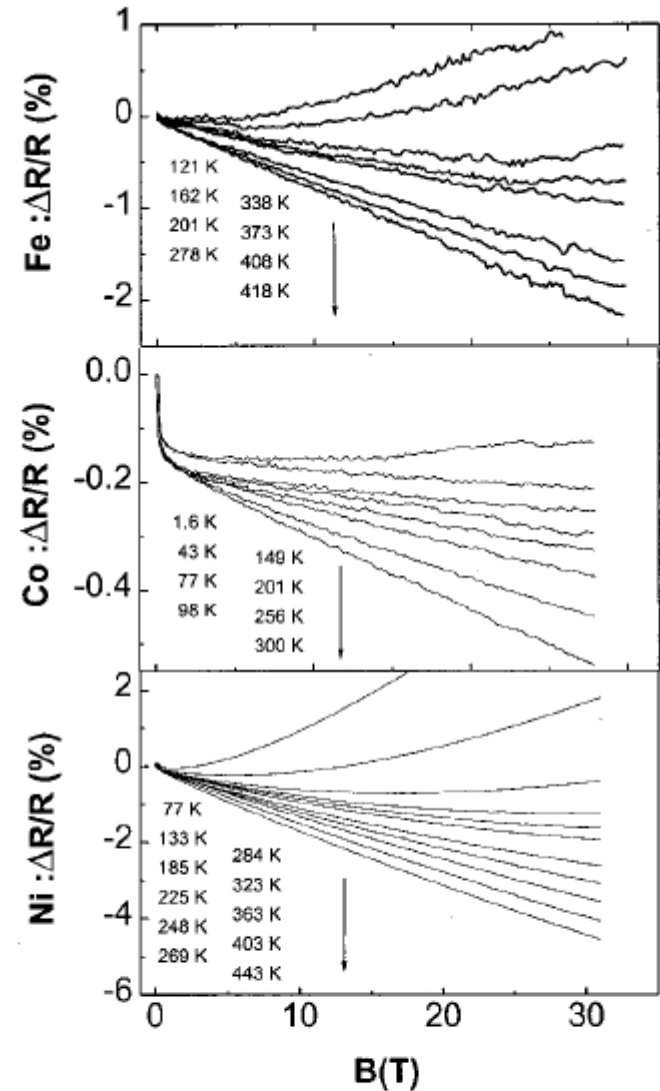 Fe :ΔR/R (%)
1
0
-1
-2
121 K
162 K
201 K
278 K
338 K
373 K
408 K
418 K
Co :ΔR/R (%)
0.0
-0.2
-0.4
1.6 K
43 K
77 K
98 K
149 K
201 K
256 K
300 K
Ni :ΔR/R (%)
2
0
-2
-4
-6
77 K
133 K
185 K
225 K
248 K
269 K
284 K
323 K
363 K
403 K
443 K
0 10 20 30
B(T)